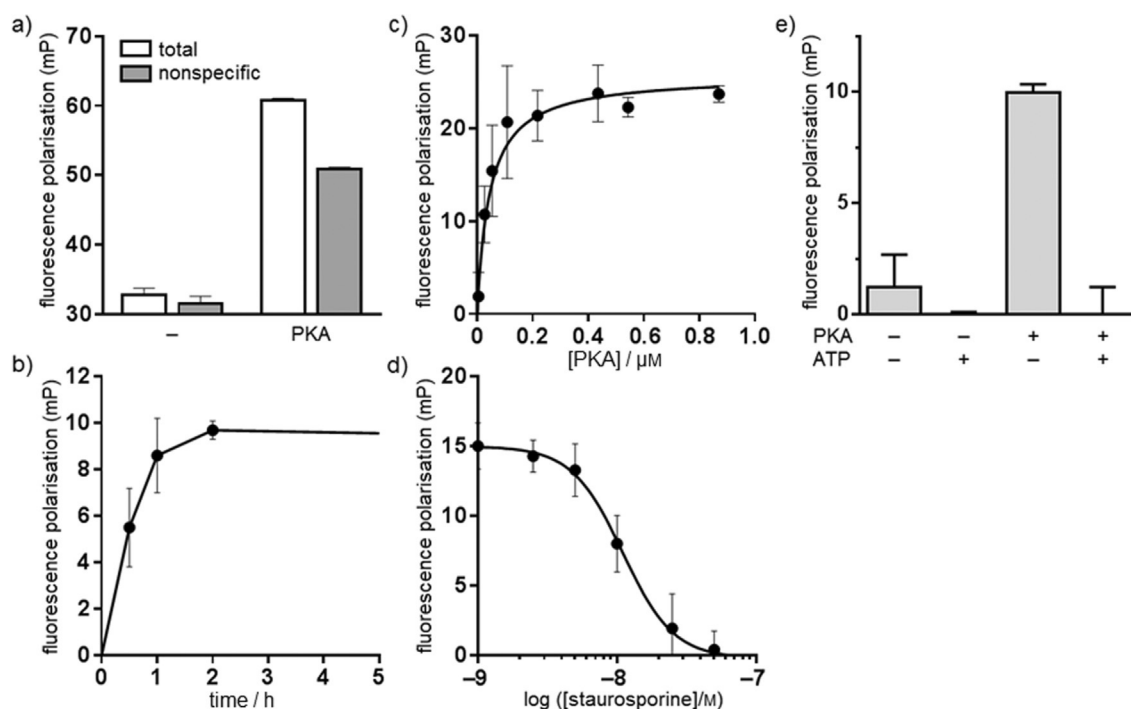 a)
fluorescence polarisation (mP)
70
60
50
40
30
total
nonspecific
–
PKA
c)
fluorescence polarisation (mP)
30
20
10
0
0
0.2
0.4
0.6
0.8
1.0
[PKA] / μM
e)
fluorescence polarisation (mP)
10
5
0
PKA – – + +
ATP – + – +
b)
fluorescence polarisation (mP)
14
12
10
8
6
4
2
0
0
1
2
3
4
5
time / h
d)
fluorescence polarisation (mP)
20
15
10
5
0
–9
–8
–7
log ([staurosporine]/M)